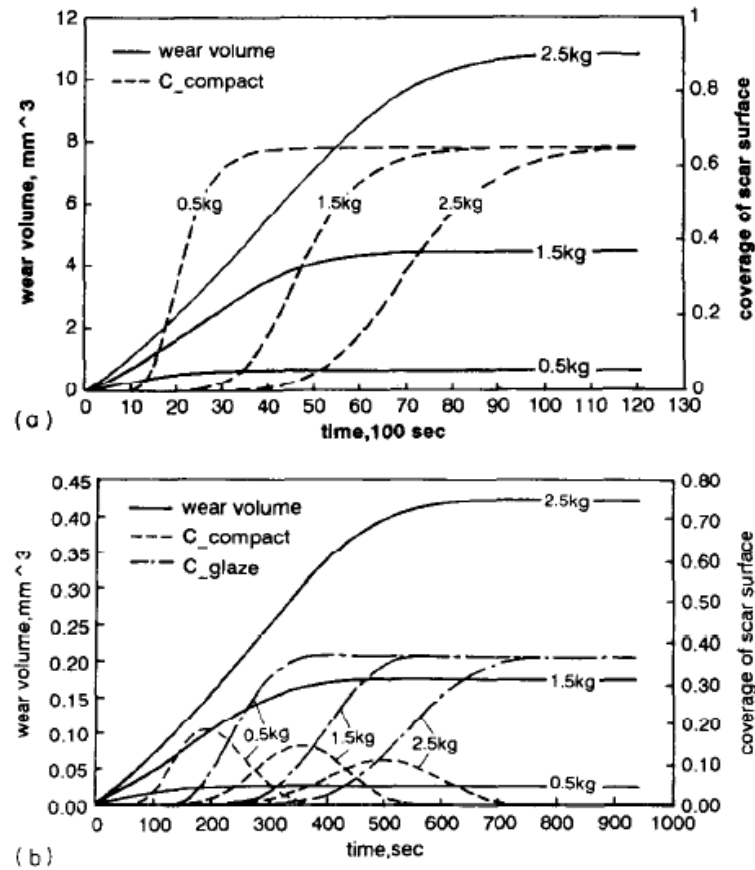 12
10
8
6
4
2
0
wear volume, mm^3
wear volume
C_compact
2.5kg
0.5kg
1.5kg
2.5kg
1.5kg
0.5kg
1
0.8
0.6
0.4
0.2
0
coverage of scar surface
0 10 20 30 40 50 60 70 80 90 100 110 120 130
time,100 sec
(a)
0.45
0.40
0.35
0.30
0.25
0.20
0.15
0.10
0.05
0.00
wear volume,mm^3
wear volume
C_compact
C_glaze
2.5kg
1.5kg
0.5kg
1.5kg
2.5kg
0.5kg
0.80
0.70
0.60
0.50
0.40
0.30
0.20
0.10
0.00
coverage of scar surface
0 100 200 300 400 500 600 700 800 900 1000
time,sec
(b)